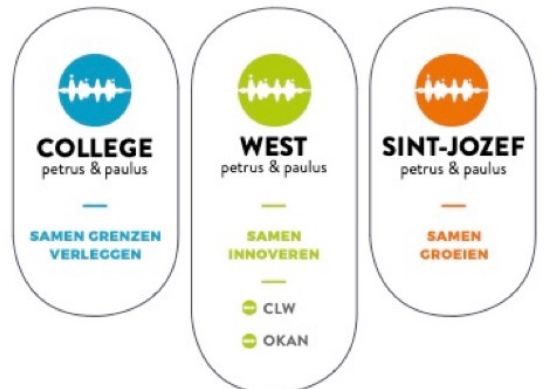 COLLEGE
petrus & paulus
SAMEN GRENZEN
VERLEGGEN
WEST
petrus & paulus
SAMEN
INNOVEREN
CLW
OKAN
SINT-JOZEF
petrus & paulus
SAMEN
GROEIEN